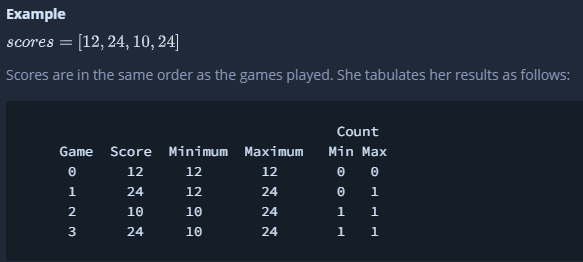 Example
scores = [12, 24, 10, 24]
Scores are in the same order as the games played. She tabulates her results as follows:
Count
Game Score Minimum Maximum Min Max
0 12 12 12 0 0
1 24 12 24 0 1
2 10 10 24 1 1
3 24 10 24 1 1